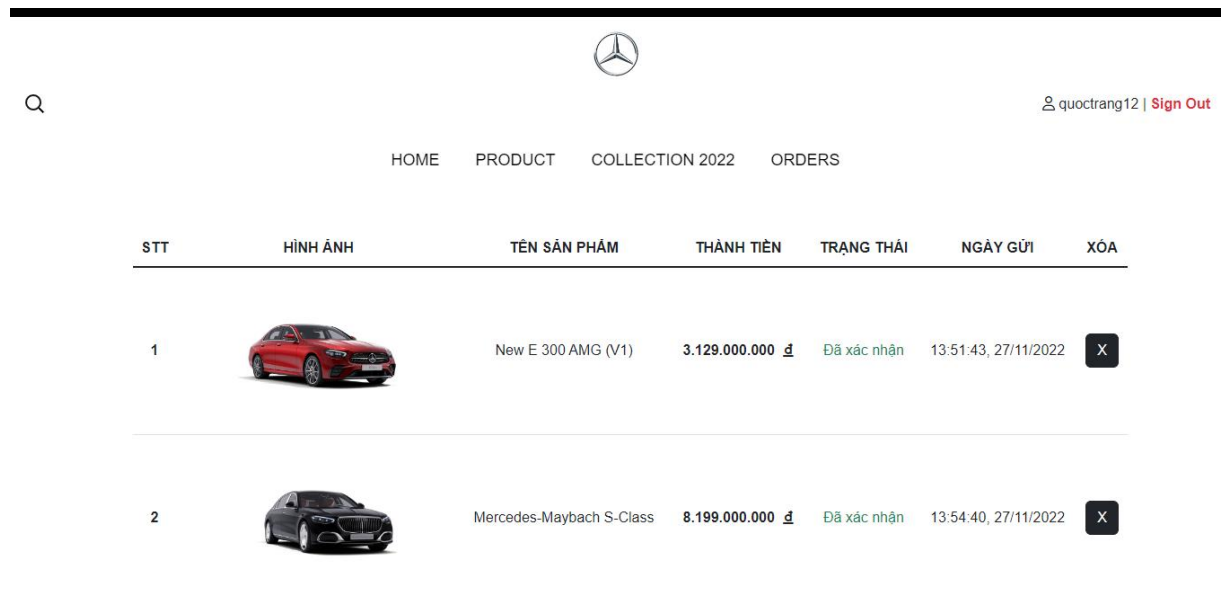 quoctrang12 | Sign Out
HOME PRODUCT COLLECTION 2022 ORDERS
STT HÌNH ẢNH TÊN SẢN PHẨM THÀNH TIỀN TRẠNG THÁI NGÀY GỬI XÓA
1 New E 300 AMG (V1) 3.129.000.000 đ Đã xác nhận 13:51:43, 27/11/2022 X
2 Mercedes-Maybach S-Class 8.199.000.000 đ Đã xác nhận 13:54:40, 27/11/2022 X